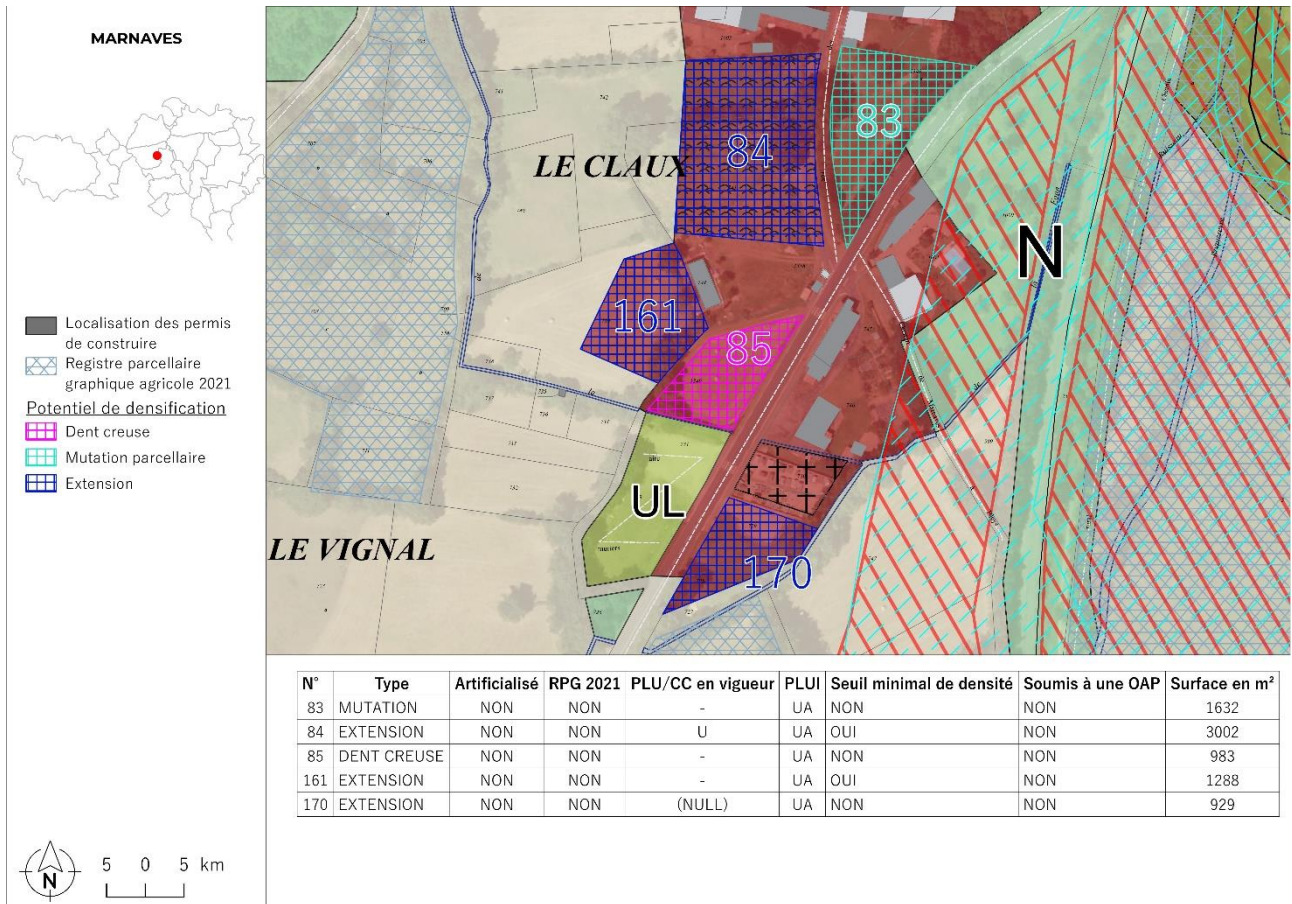 MARNAVES
Localisation des permis
de construire
Registre parcellaire
graphique agricole 2021
Potentiel de densification
Dent creuse
Mutation parcellaire
Extension
N
5 0 5 km
LE CLAUX
84
83
N
161
85
UL
LE VIGNAL
170
N° Type Artificialisé RPG 2021 PLU/CC en vigueur PLUI Seuil minimal de densité Soumis à une OAP Surface en m²
83 MUTATION NON NON - UA NON NON 1632
84 EXTENSION NON NON U UA OUI NON 3002
85 DENT CREUSE NON NON - UA NON NON 983
161 EXTENSION NON NON - UA OUI NON 1288
170 EXTENSION NON NON (NULL) UA NON NON 929